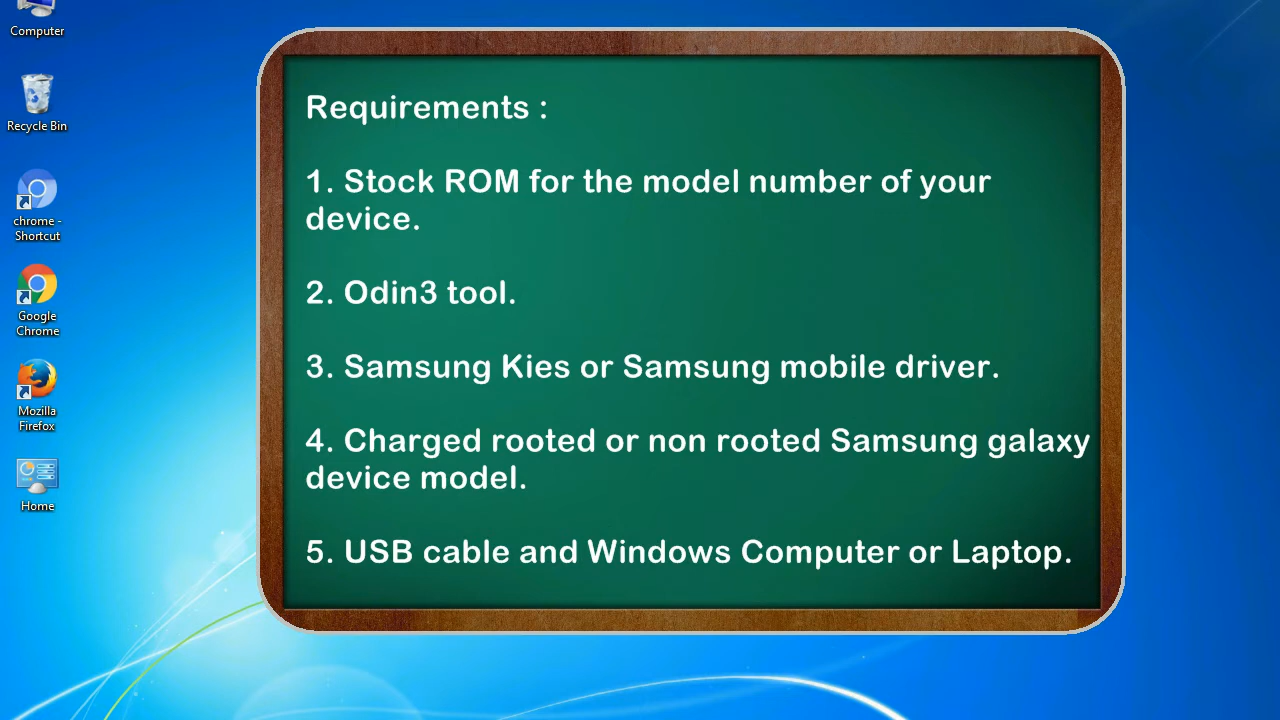 Computer
Recycle Bin
chrome -
Shortcut
Google
Chrome
Mozilla
Firefox
Home
Requirements :
1. Stock ROM for the model number of your
device.
2. Odin3 tool.
3. Samsung Kies or Samsung mobile driver.
4. Charged rooted or non rooted Samsung galaxy
device model.
5. USB cable and Windows Computer or Laptop.